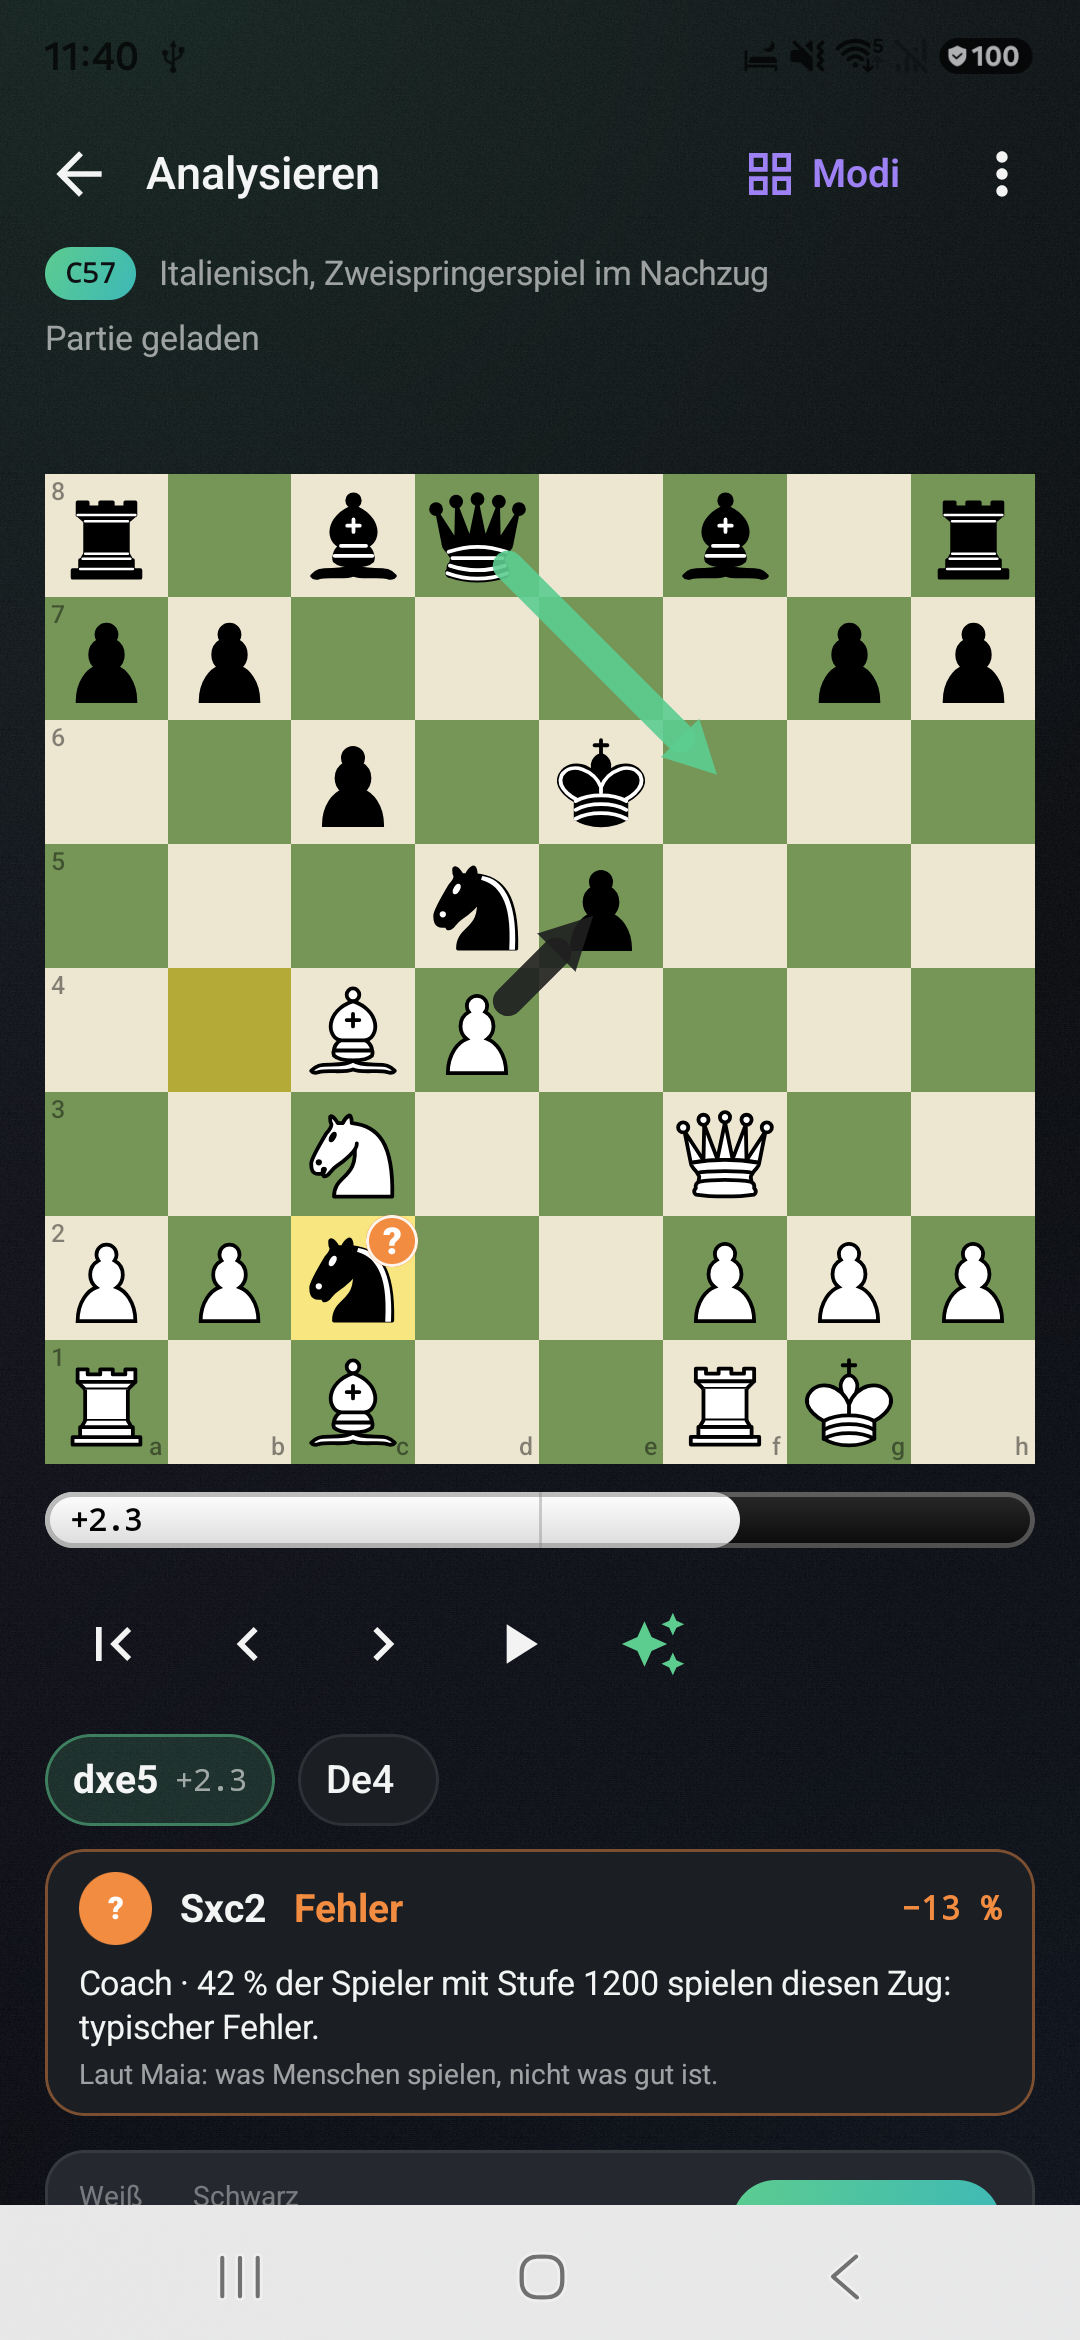 11:40
5
100
Analysieren
Modi
C57 Italienisch, Zweispringerspiel im Nachzug
Partie geladen
8
7
6
5
4
3
2
?
1
a b c d e f g h
+2.3
dxe5 +2.3 De4
? Sxc2 Fehler −13 %
Coach · 42 % der Spieler mit Stufe 1200 spielen diesen Zug:
typischer Fehler.
Laut Maia: was Menschen spielen, nicht was gut ist.
Weiß Schwarz